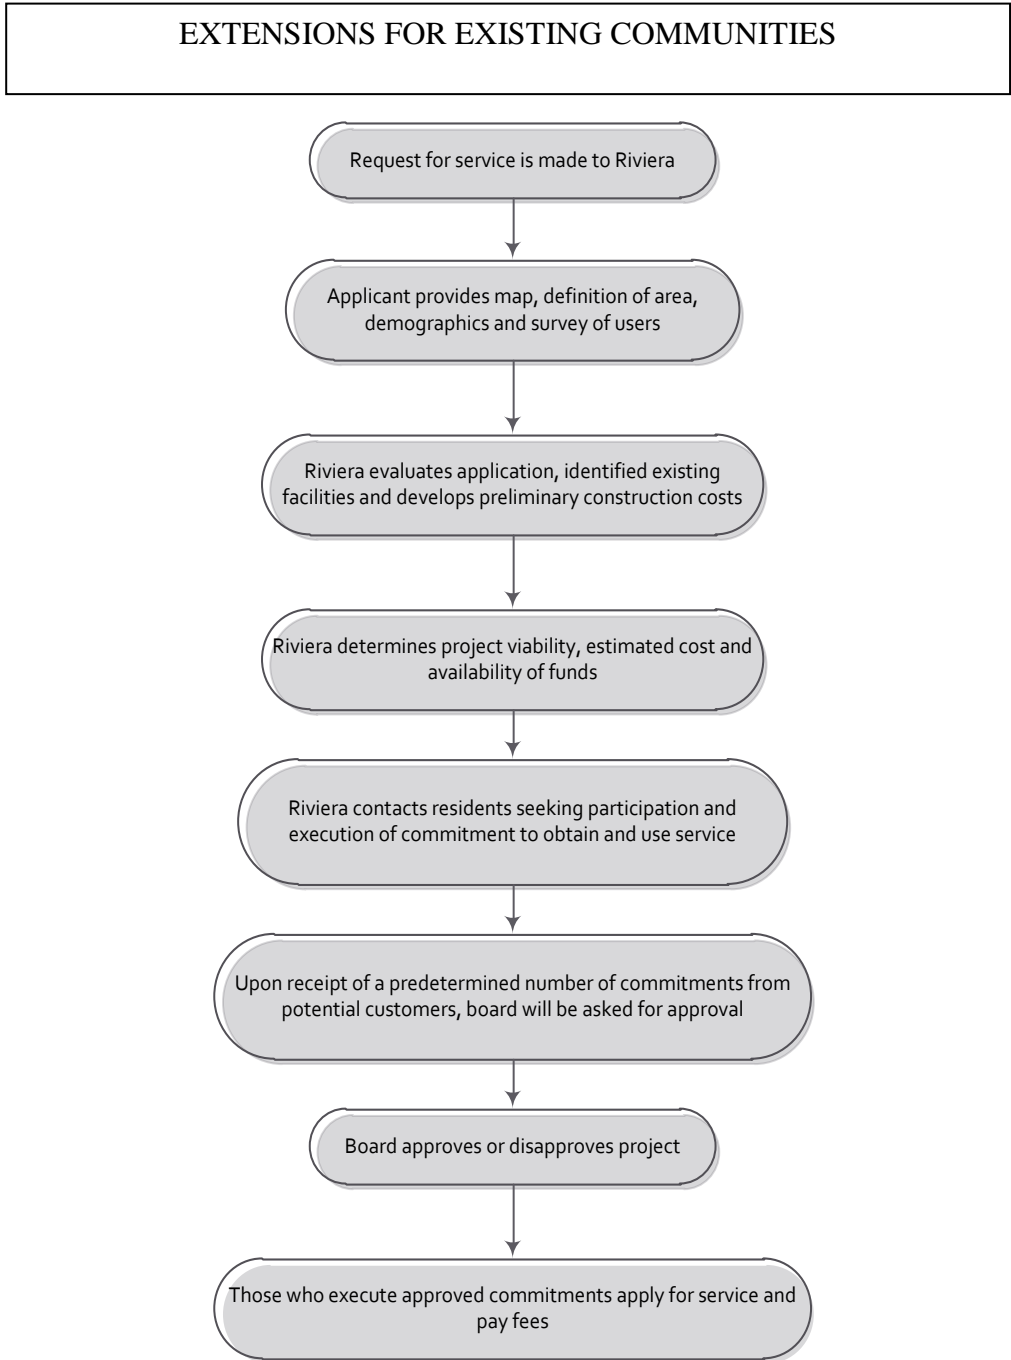 EXTENSIONS FOR EXISTING COMMUNITIES
Request for service is made to Riviera
Applicant provides map, definition of area,
demographics and survey of users
Riviera evaluates application, identified existing
facilities and develops preliminary construction costs
Riviera determines project viability, estimated cost and
availability of funds
Riviera contacts residents seeking participation and
execution of commitment to obtain and use service
Upon receipt of a predetermined number of commitments from
potential customers, board will be asked for approval
Board approves or disapproves project
Those who execute approved commitments apply for service and
pay fees